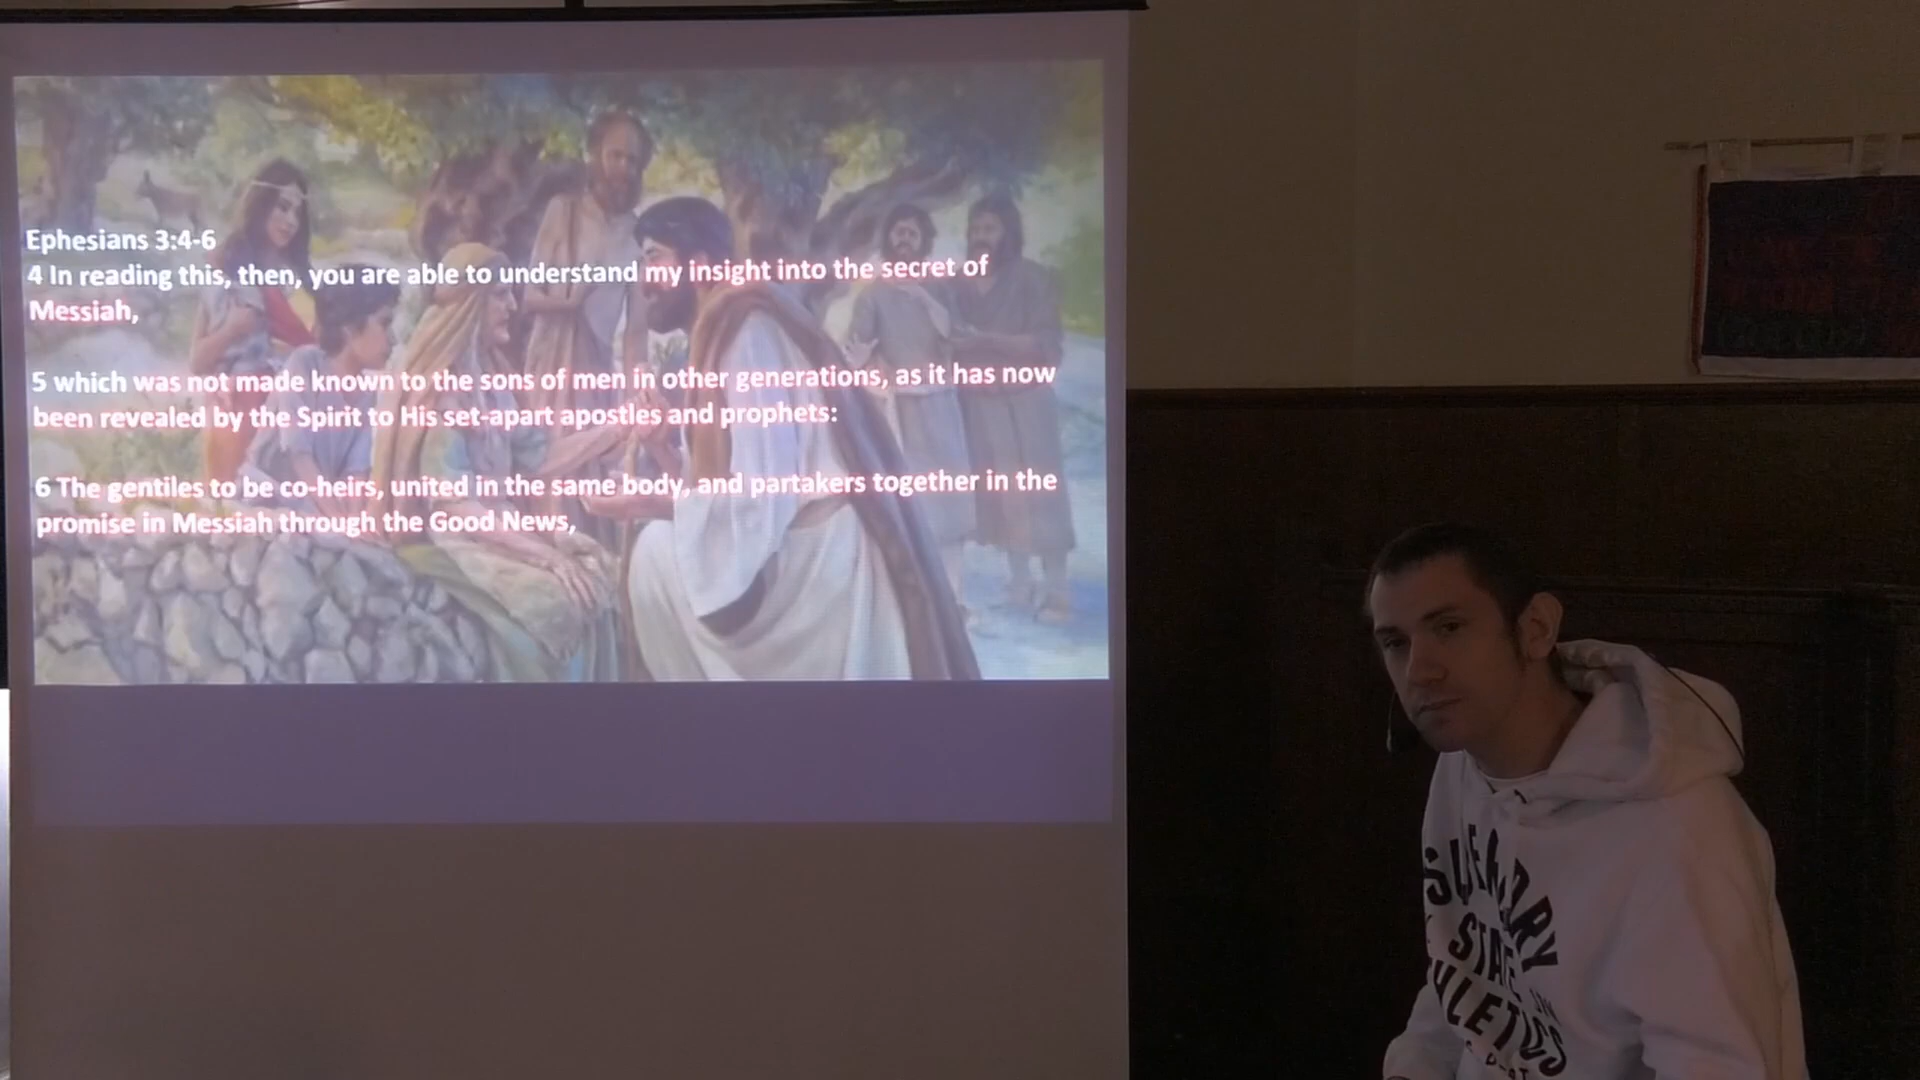 Ephesians 3:4-6
4 In reading this, then, you are able to understand my insight into the secret of
Messiah,
5 which was not made known to the sons of men in other generations, as it has now
been revealed by the Spirit to His set-apart apostles and prophets:
6 The gentiles to be co-heirs, united in the same body, and partakers together in the
promise in Messiah through the Good News,
STATE